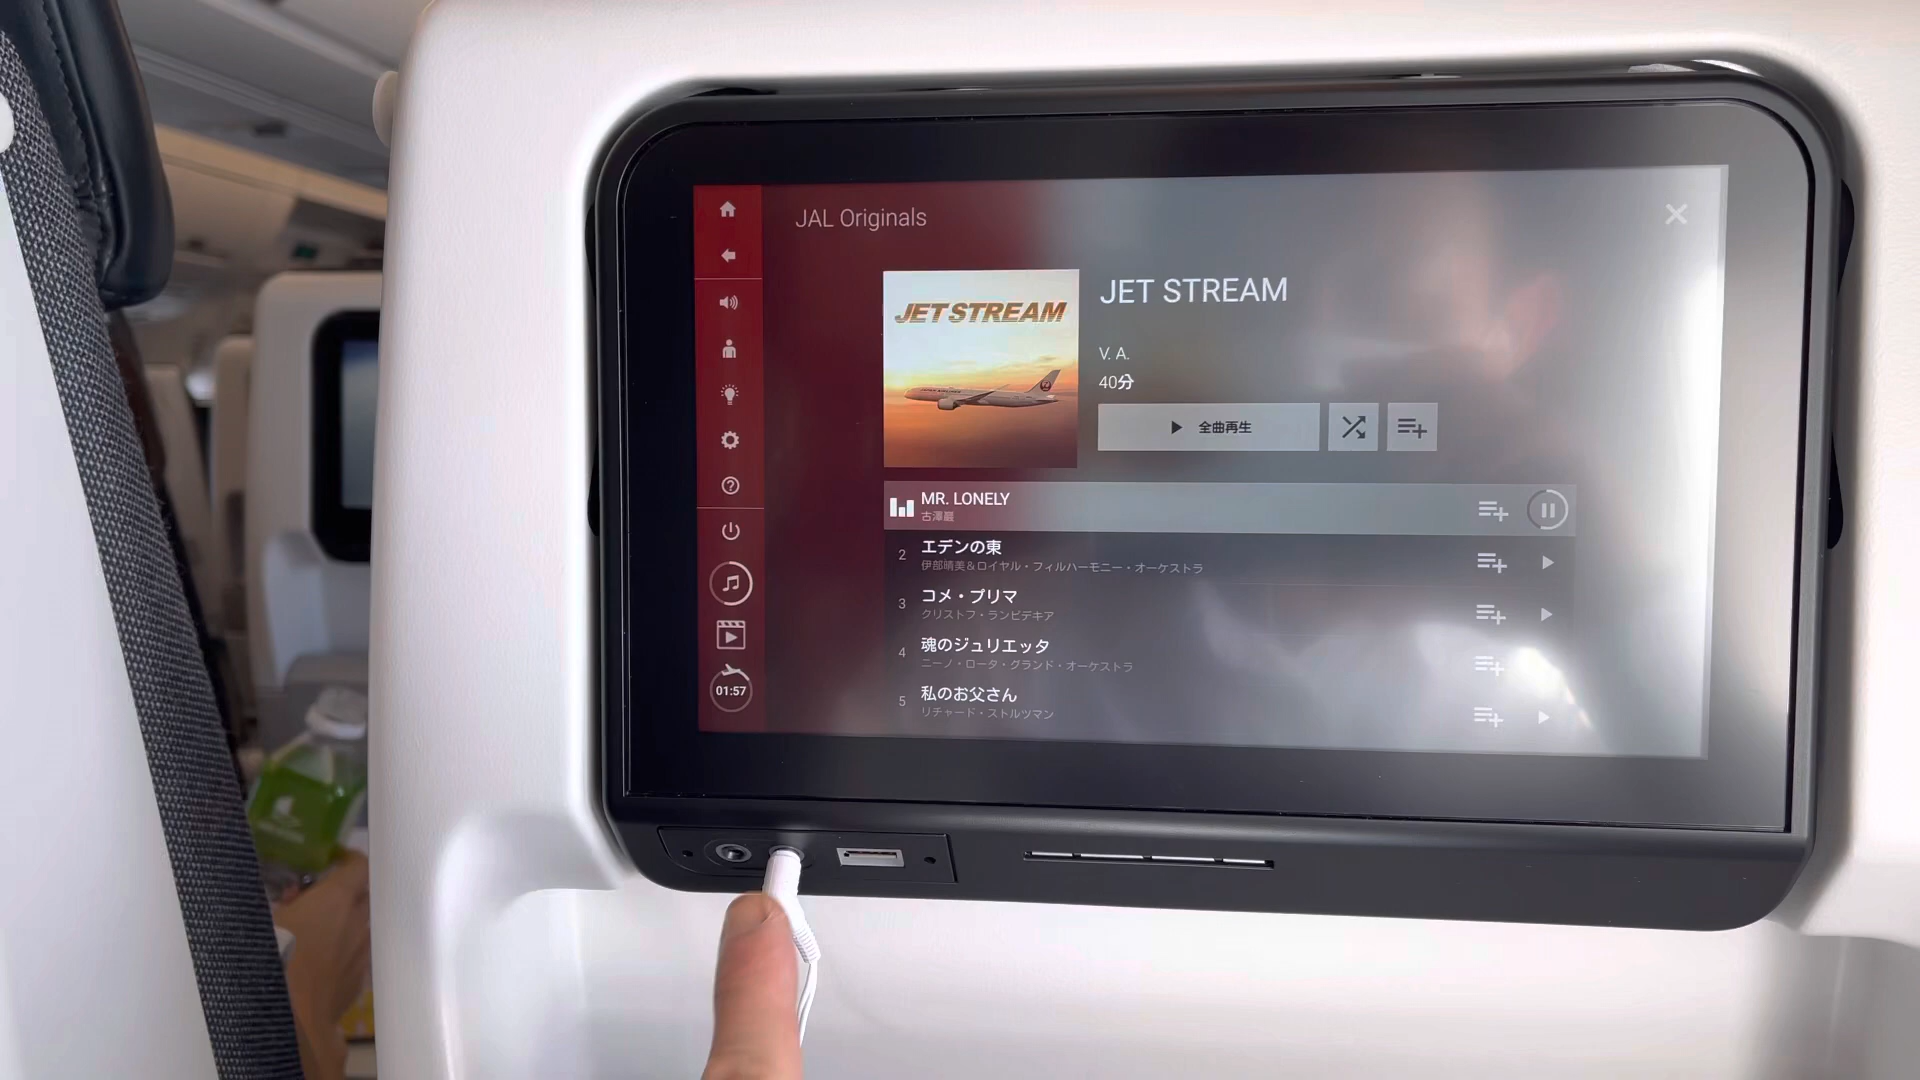 JAL Originals
JET STREAM
JET STREAM
V. A.
40分
全曲再生
MR. LONELY
古澤巖
2
エデンの東
伊部晴美&ロイヤル・フィルハーモニー・オーケストラ
3
コメ・プリマ
クリストフ・ランビデキア
4
魂のジュリエッタ
ニーノ・ロータ・グランド・オーケストラ
5
私のお父さん
リチャード・ストルツマン
01:57